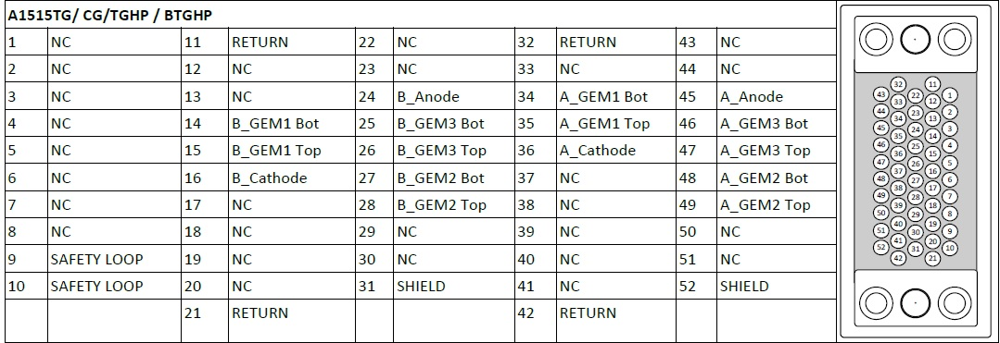 A1515TG/ CG/TGHP / BTGHP
1 NC 11 RETURN 22 NC 32 RETURN 43 NC
2 NC 12 NC 23 NC 33 NC 44 NC
3 NC 13 NC 24 B_Anode 34 A_GEM1 Bot 45 A_Anode
4 NC 14 B_GEM1 Bot 25 B_GEM3 Bot 35 A_GEM1 Top 46 A_GEM3 Bot
5 NC 15 B_GEM1 Top 26 B_GEM3 Top 36 A_Cathode 47 A_GEM3 Top
6 NC 16 B_Cathode 27 B_GEM2 Bot 37 NC 48 A_GEM2 Bot
7 NC 17 NC 28 B_GEM2 Top 38 NC 49 A_GEM2 Top
8 NC 18 NC 29 NC 39 NC 50 NC
9 SAFETY LOOP 19 NC 30 NC 40 NC 51 NC
10 SAFETY LOOP 20 NC 31 SHIELD 41 NC 52 SHIELD
21 RETURN 42 RETURN
32 11
43 22 1
33 12
44 23 2
34 13
45 24 3
35 14
46 25 4
36 15
47 26 5
37 16
48 27 6
38 17
49 28 7
39 18
50 29 8
40 19
51 30 9
41 20
52 31 10
42 21